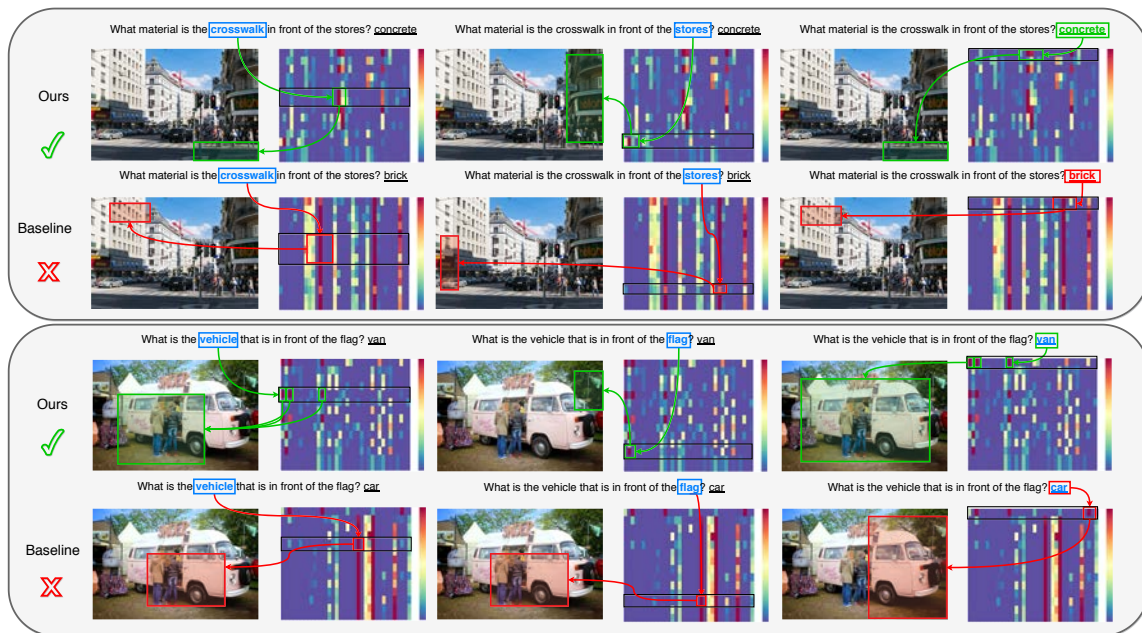 What material is the crosswalk in front of the stores? concrete
What material is the crosswalk in front of the stores? concrete
What material is the crosswalk in front of the stores? concrete
Ours
What material is the crosswalk in front of the stores? brick
What material is the crosswalk in front of the stores? brick
What material is the crosswalk in front of the stores? brick
Baseline
What is the vehicle that is in front of the flag? van
What is the vehicle that is in front of the flag? van
What is the vehicle that is in front of the flag? van
Ours
What is the vehicle that is in front of the flag? car
What is the vehicle that is in front of the flag? car
What is the vehicle that is in front of the flag? car
Baseline